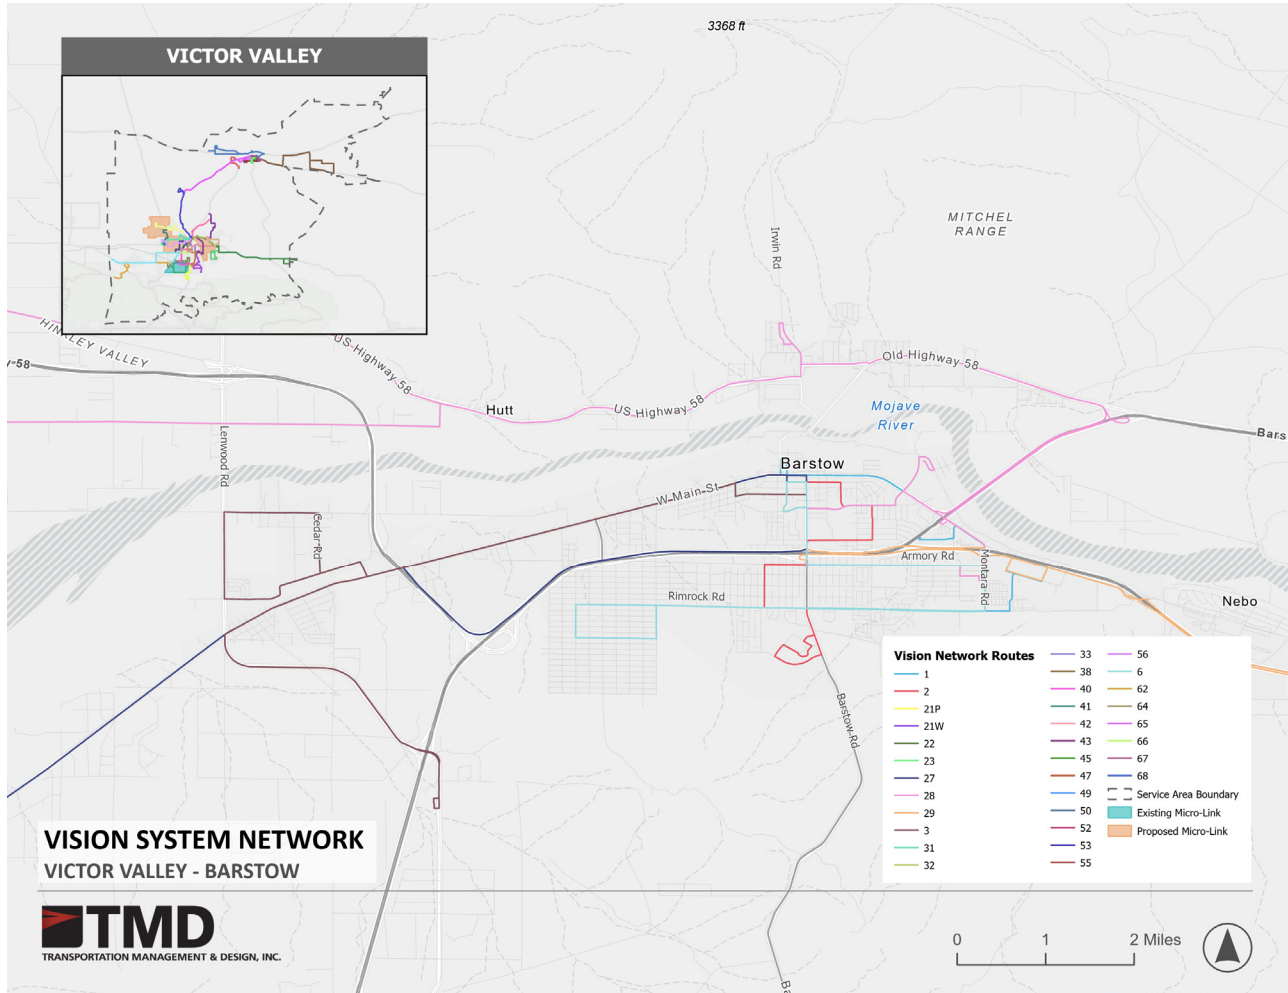 3368 ft
VICTOR VALLEY
MITCHEL
RANGE
Irwin Rd
HINKLEY VALLEY
y-58
US Highway 58
Old Highway 58
Hutt
US Highway 58
Mojave
River
Bars
Lenwood Rd
Barstow
W Main St
Cedar Rd
Armory Rd
Montara Rd
Rimrock Rd
Nebo
Barstow Rd
Ba
Vision Network Routes
1
2
21P
21W
22
23
27
28
29
3
31
32
33
38
40
41
42
43
45
47
49
50
52
53
55
56
6
62
64
65
66
67
68
Service Area Boundary
Existing Micro-Link
Proposed Micro-Link
VISION SYSTEM NETWORK
VICTOR VALLEY - BARSTOW
TMD
TRANSPORTATION MANAGEMENT & DESIGN, INC.
0 1 2 Miles